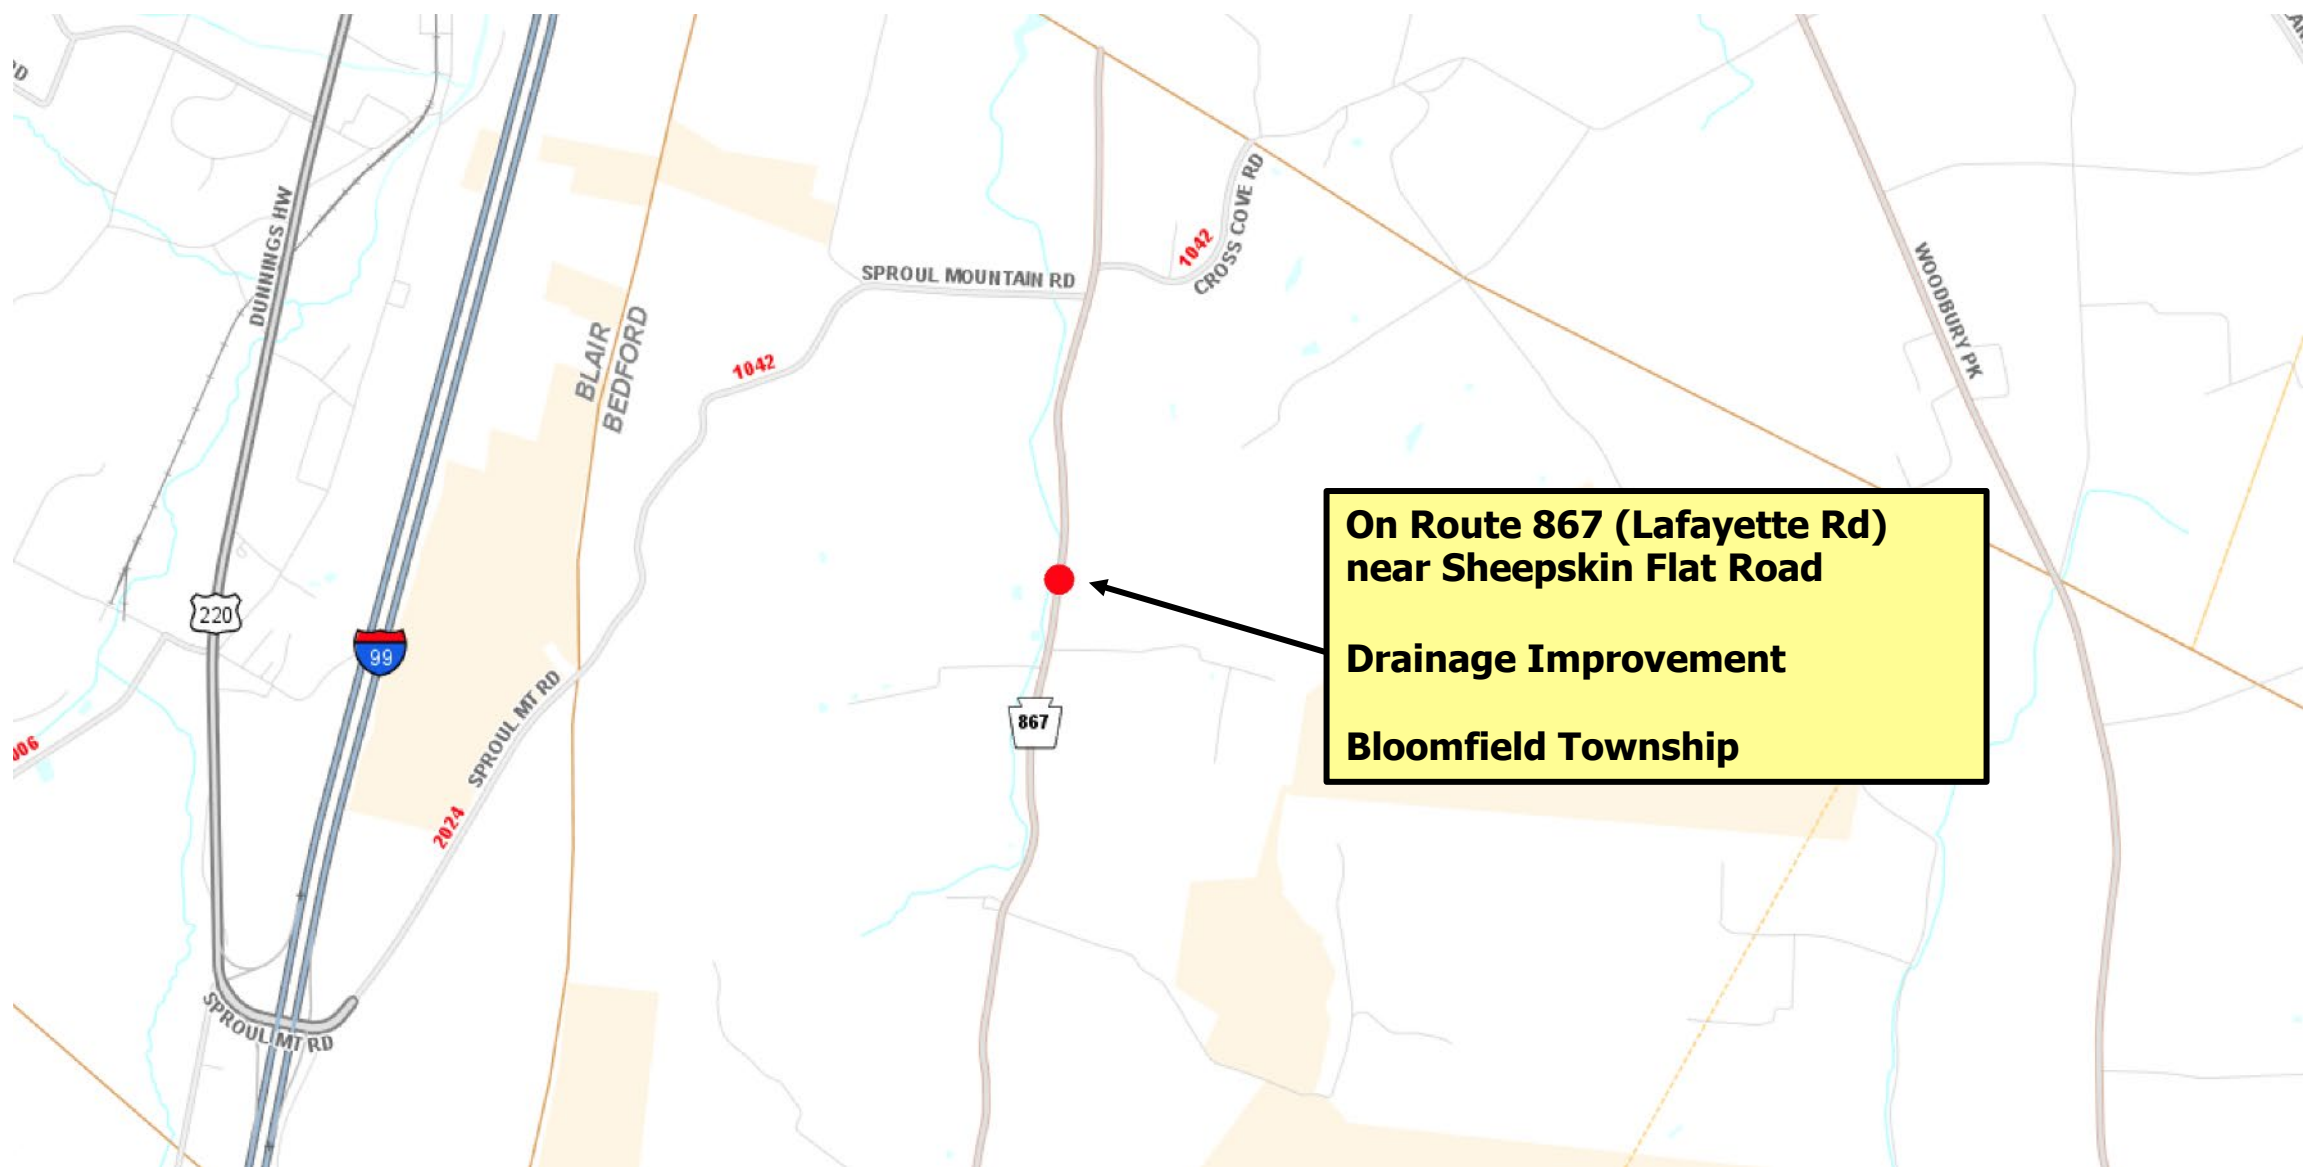 RD
DUNNINGS HW
BLAIR
BEDFORD
1042
SPROUL MOUNTAIN RD
1042
CROSS COVE RD
WOODBURY PK
On Route 867 (Lafayette Rd)
near Sheepskin Flat Road
Drainage Improvement
Bloomfield Township
220
99
867
SPROUL MT RD
2024
SPROUL MT RD